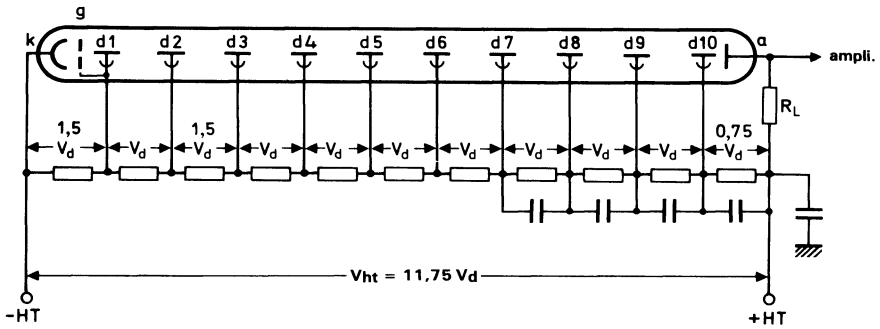 g
k d1 d2 d3 d4 d5 d6 d7 d8 d9 d10 a
ampli.
R_L
1,5 1,5 0,75
V_d V_d V_d V_d V_d V_d V_d V_d V_d V_d V_d
V_ht = 11,75 V_d
-HT +HT